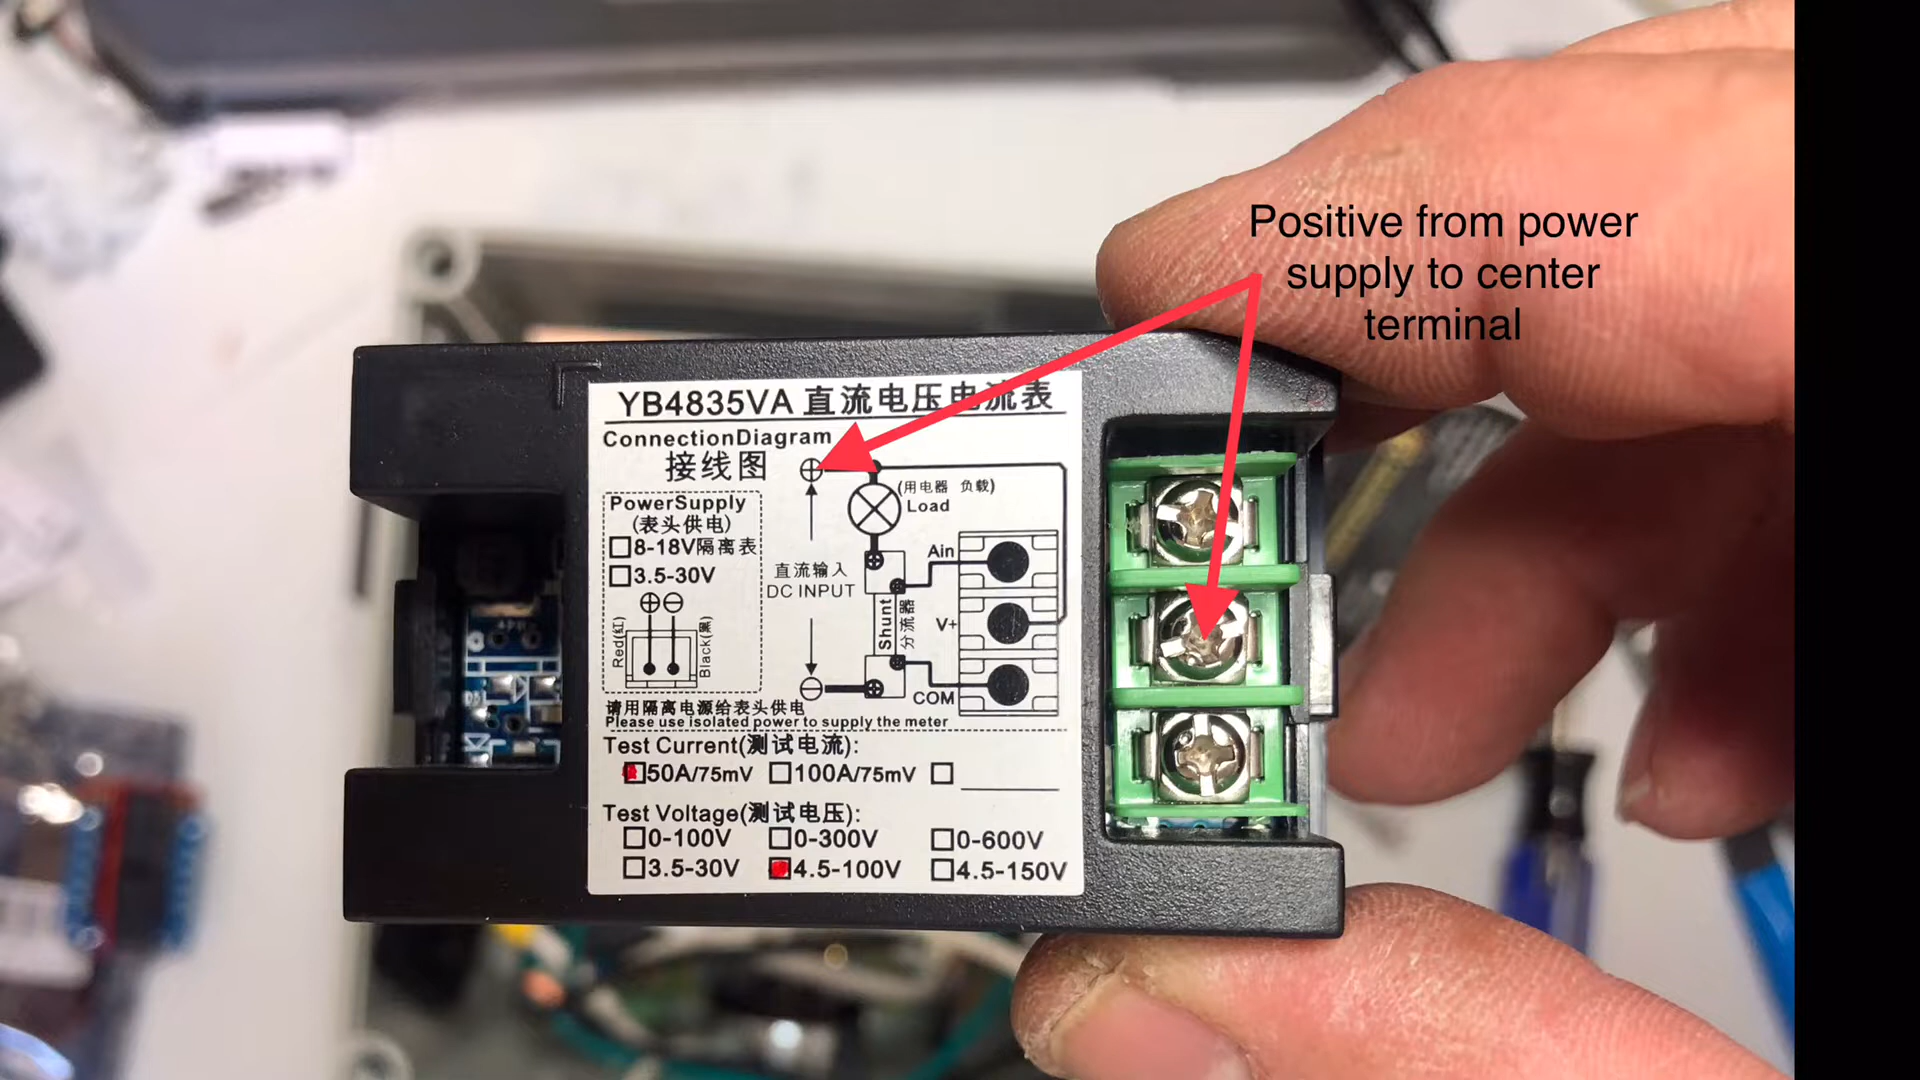 Positive from power
supply to center
terminal
YB4835VA 直流电压电流表
ConnectionDiagram
接线图
(用电器 负载)
Load
PowerSupply
(表头供电)
8-18V隔离表
3.5-30V
Red(红)
Black(黑)
直流输入
DC INPUT
Shunt
分流器
Ain
V+
COM
请用隔离电源给表头供电
Please use isolated power to supply the meter
Test Current(测试电流):
50A/75mV 100A/75mV
Test Voltage(测试电压):
0-100V 0-300V 0-600V
3.5-30V 4.5-100V 4.5-150V